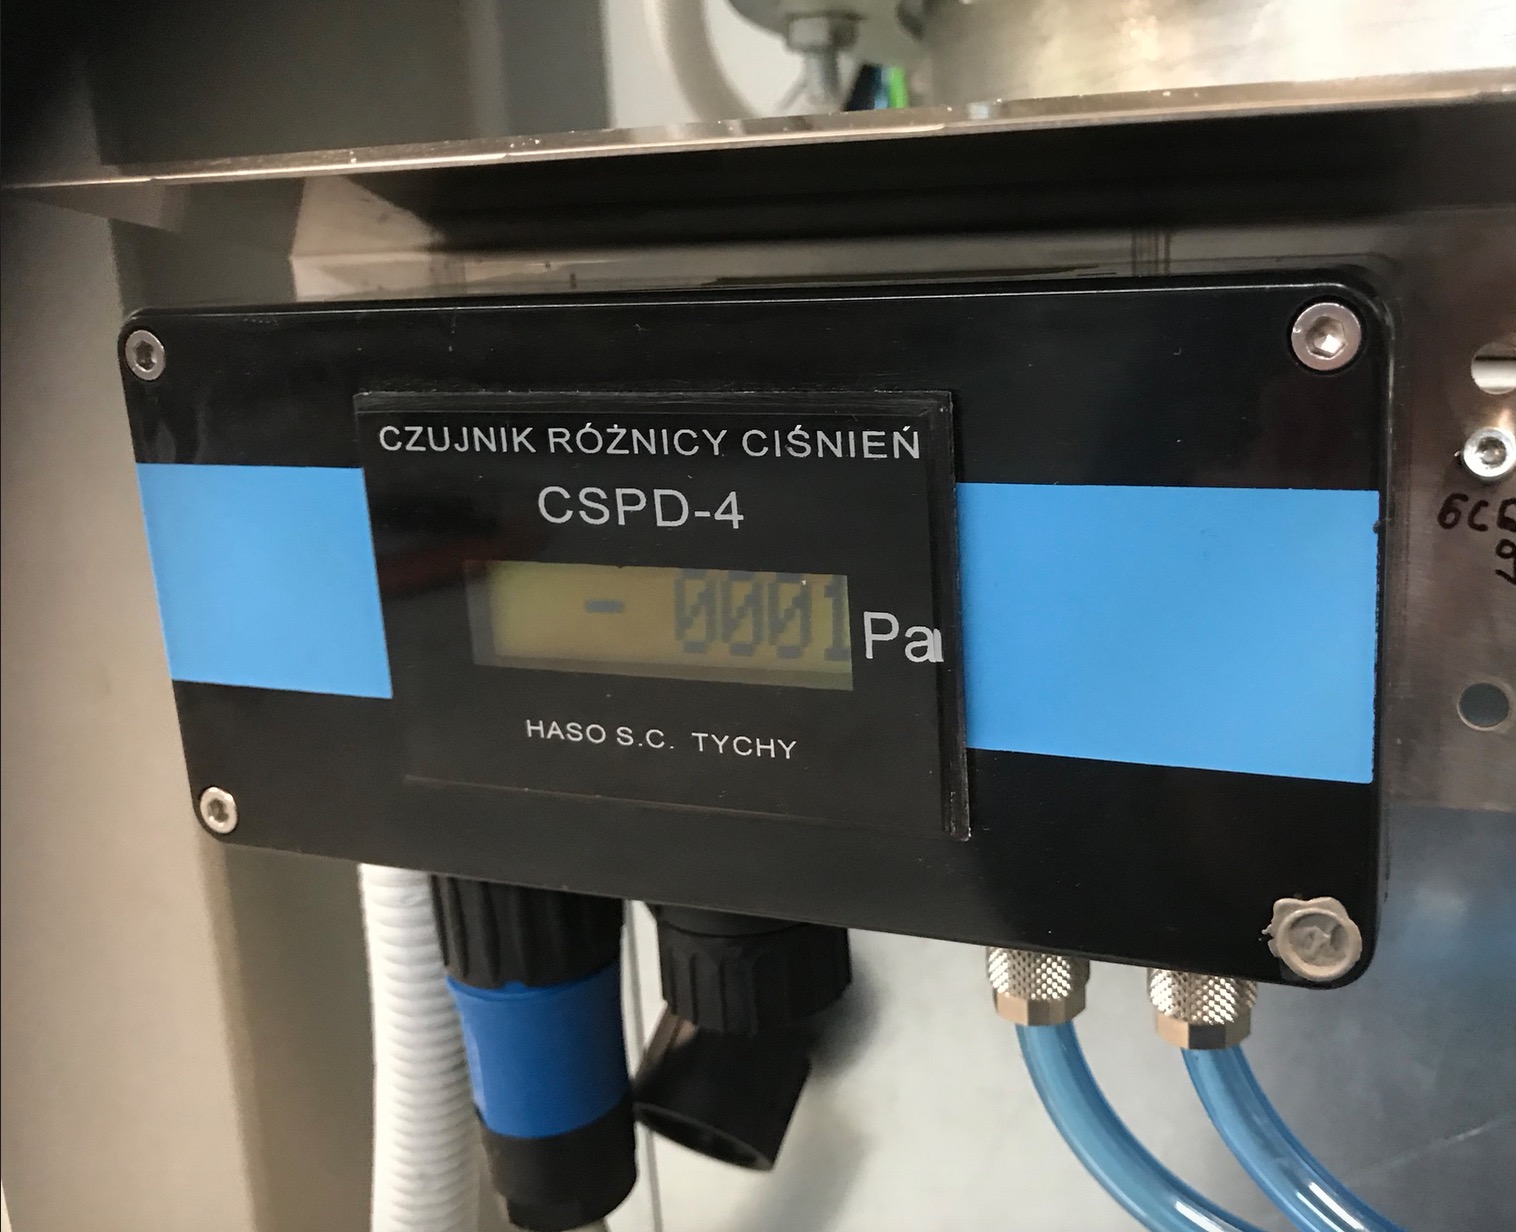 CZUJNIK RÓŻNICY CIŚNIEŃ
CSPD-4
- 0001 Pa
HASO S.C. TYCHY